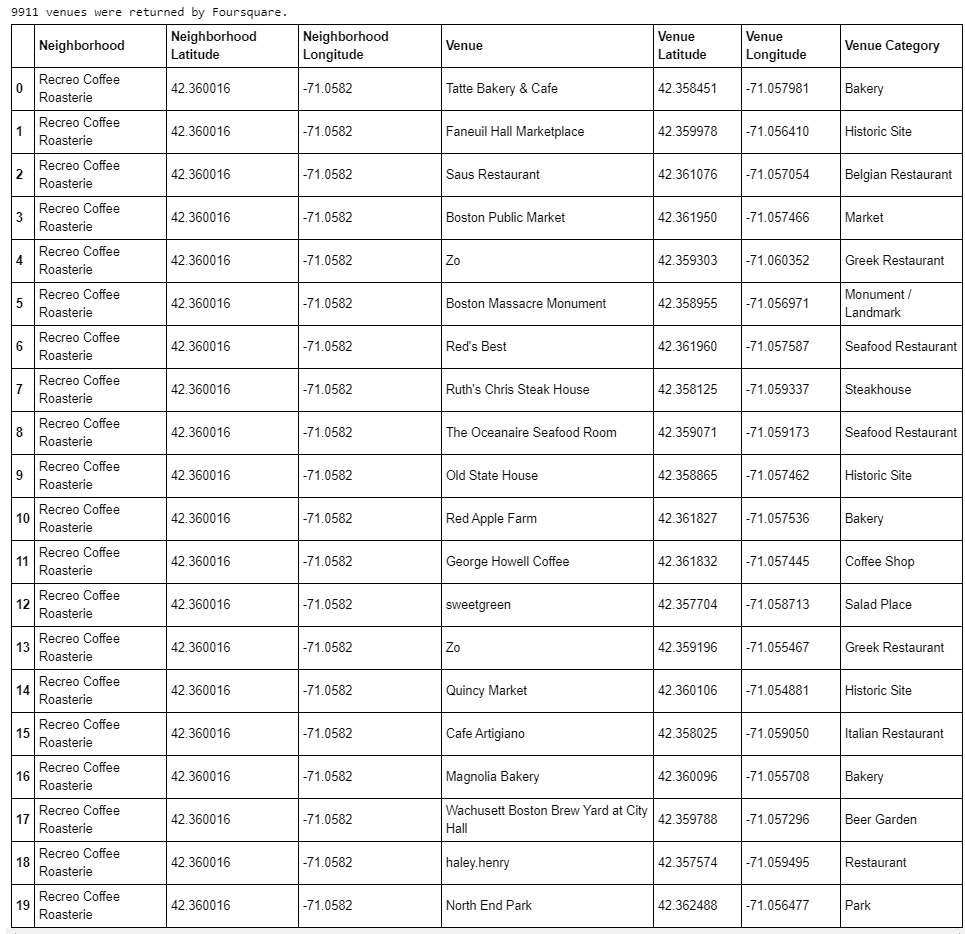 9911 venues were returned by Foursquare.
Neighborhood Neighborhood Latitude Neighborhood Longitude Venue Venue Latitude Venue Longitude Venue Category
0 Recreo Coffee Roasterie 42.360016 -71.0582 Tatte Bakery & Cafe 42.358451 -71.057981 Bakery
1 Recreo Coffee Roasterie 42.360016 -71.0582 Faneuil Hall Marketplace 42.359978 -71.056410 Historic Site
2 Recreo Coffee Roasterie 42.360016 -71.0582 Saus Restaurant 42.361076 -71.057054 Belgian Restaurant
3 Recreo Coffee Roasterie 42.360016 -71.0582 Boston Public Market 42.361950 -71.057466 Market
4 Recreo Coffee Roasterie 42.360016 -71.0582 Zo 42.359303 -71.060352 Greek Restaurant
5 Recreo Coffee Roasterie 42.360016 -71.0582 Boston Massacre Monument 42.358955 -71.056971 Monument / Landmark
6 Recreo Coffee Roasterie 42.360016 -71.0582 Red's Best 42.361960 -71.057587 Seafood Restaurant
7 Recreo Coffee Roasterie 42.360016 -71.0582 Ruth's Chris Steak House 42.358125 -71.059337 Steakhouse
8 Recreo Coffee Roasterie 42.360016 -71.0582 The Oceanaire Seafood Room 42.359071 -71.059173 Seafood Restaurant
9 Recreo Coffee Roasterie 42.360016 -71.0582 Old State House 42.358865 -71.057462 Historic Site
10 Recreo Coffee Roasterie 42.360016 -71.0582 Red Apple Farm 42.361827 -71.057536 Bakery
11 Recreo Coffee Roasterie 42.360016 -71.0582 George Howell Coffee 42.361832 -71.057445 Coffee Shop
12 Recreo Coffee Roasterie 42.360016 -71.0582 sweetgreen 42.357704 -71.058713 Salad Place
13 Recreo Coffee Roasterie 42.360016 -71.0582 Zo 42.359196 -71.055467 Greek Restaurant
14 Recreo Coffee Roasterie 42.360016 -71.0582 Quincy Market 42.360106 -71.054881 Historic Site
15 Recreo Coffee Roasterie 42.360016 -71.0582 Cafe Artigiano 42.358025 -71.059050 Italian Restaurant
16 Recreo Coffee Roasterie 42.360016 -71.0582 Magnolia Bakery 42.360096 -71.055708 Bakery
17 Recreo Coffee Roasterie 42.360016 -71.0582 Wachusett Boston Brew Yard at City Hall 42.359788 -71.057296 Beer Garden
18 Recreo Coffee Roasterie 42.360016 -71.0582 haley.henry 42.357574 -71.059495 Restaurant
19 Recreo Coffee Roasterie 42.360016 -71.0582 North End Park 42.362488 -71.056477 Park